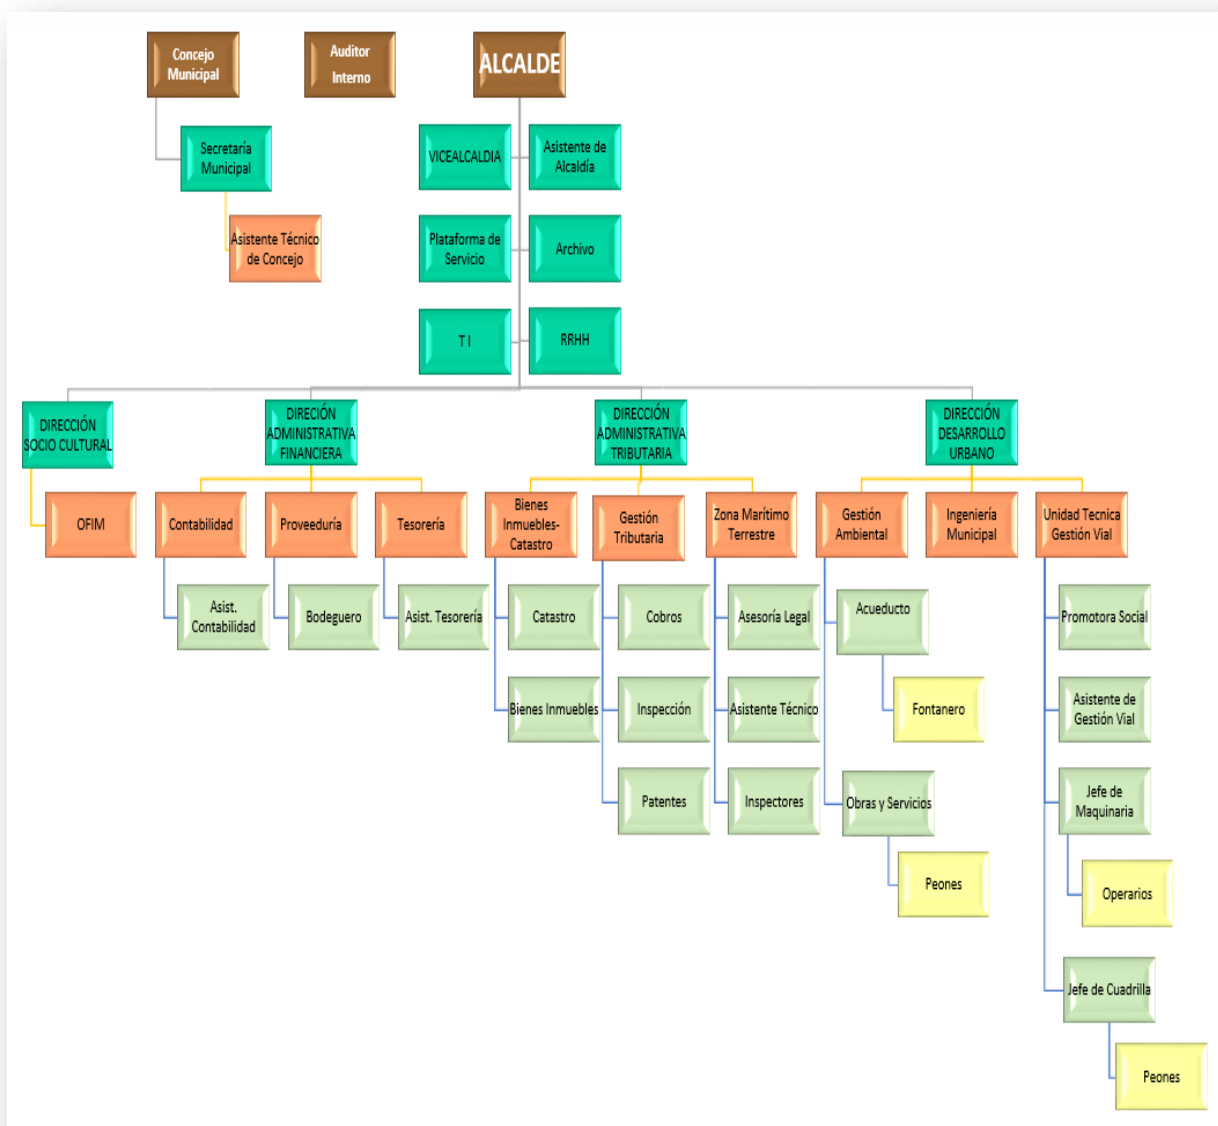 Concejo
Municipal
Auditor
Interno
ALCALDE
Secretaría
Municipal
VICEALCALDIA
Asistente de
Alcaldía
Asistente Técnico
de Concejo
Plataforma de
Servicio
Archivo
T I
RRHH
DIRECCIÓN
SOCIO CULTURAL
DIRECIÓN
ADMINISTRATIVA
FINANCIERA
DIRECCIÓN
ADMINISTRATIVA
TRIBUTARIA
DIRECCIÓN
DESARROLLO
URBANO
OFIM
Contabilidad
Proveeduría
Tesorería
Bienes
Inmuebles-
Catastro
Gestión
Tributaria
Zona Marítimo
Terrestre
Gestión
Ambiental
Ingeniería
Municipal
Unidad Tecnica
Gestión Vial
Asist.
Contabilidad
Bodeguero
Asist. Tesorería
Catastro
Cobros
Asesoría Legal
Acueducto
Promotora Social
Bienes Inmuebles
Inspección
Asistente Técnico
Fontanero
Asistente de
Gestión Vial
Patentes
Inspectores
Obras y Servicios
Jefe de
Maquinaria
Peones
Operarios
Jefe de Cuadrilla
Peones